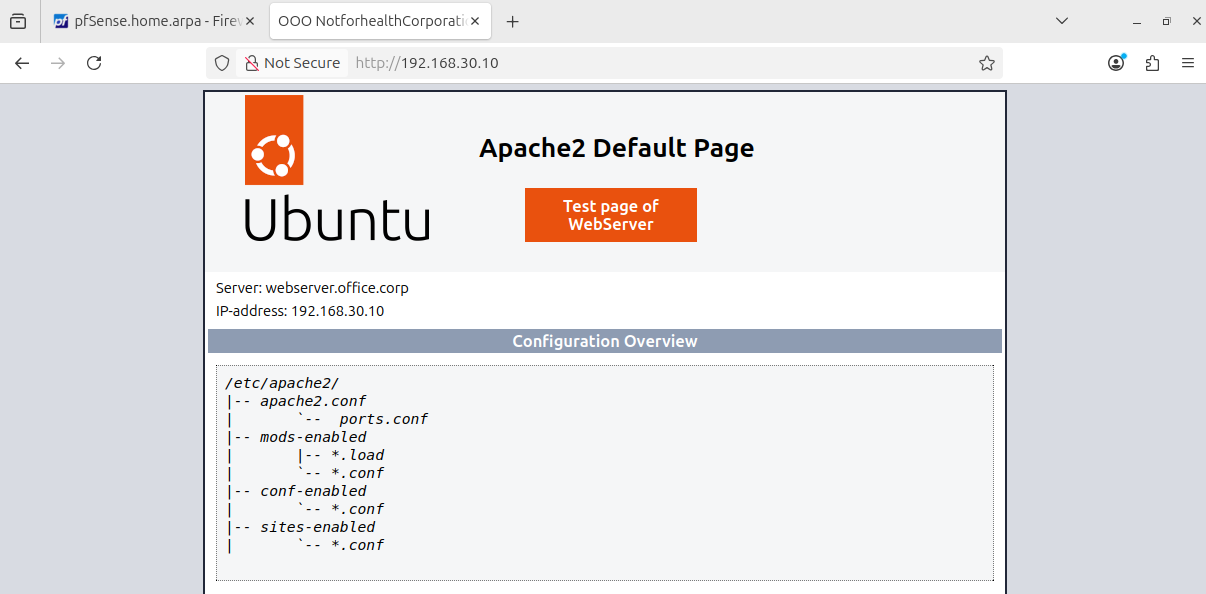 pfSense.home.arpa - Firew
OOO NotforhealthCorporati
Not Secure
http://192.168.30.10
Ubuntu
Apache2 Default Page
Test page of
WebServer
Server: webserver.office.corp
IP-address: 192.168.30.10
Configuration Overview
/etc/apache2/
|-- apache2.conf
|       `--  ports.conf
|-- mods-enabled
|       |-- *.load
|       `-- *.conf
|-- conf-enabled
|       `-- *.conf
|-- sites-enabled
|       `-- *.conf